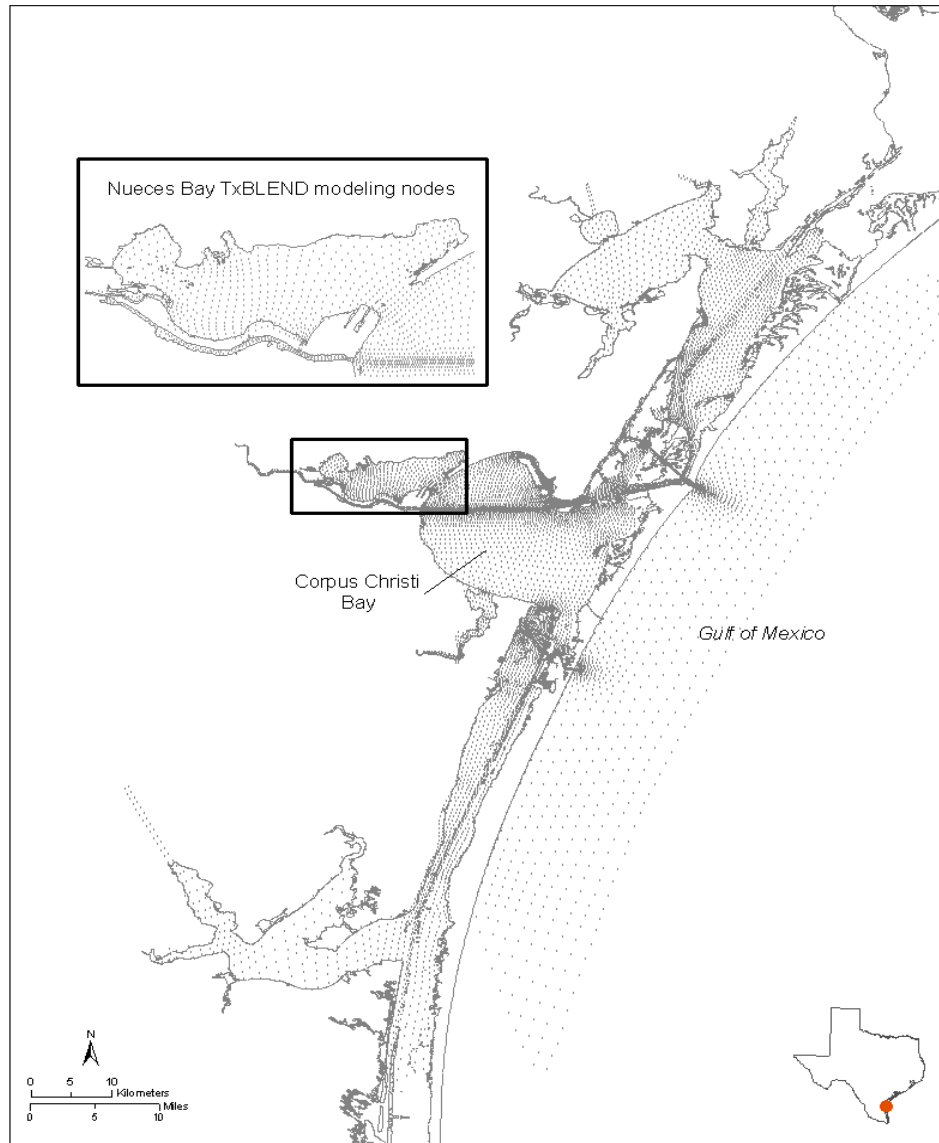 Nueces Bay TxBLEND modeling nodes
Corpus Christi
Bay
Gulf of Mexico
N
0 5 10
Kilometers
Miles
0 5 10